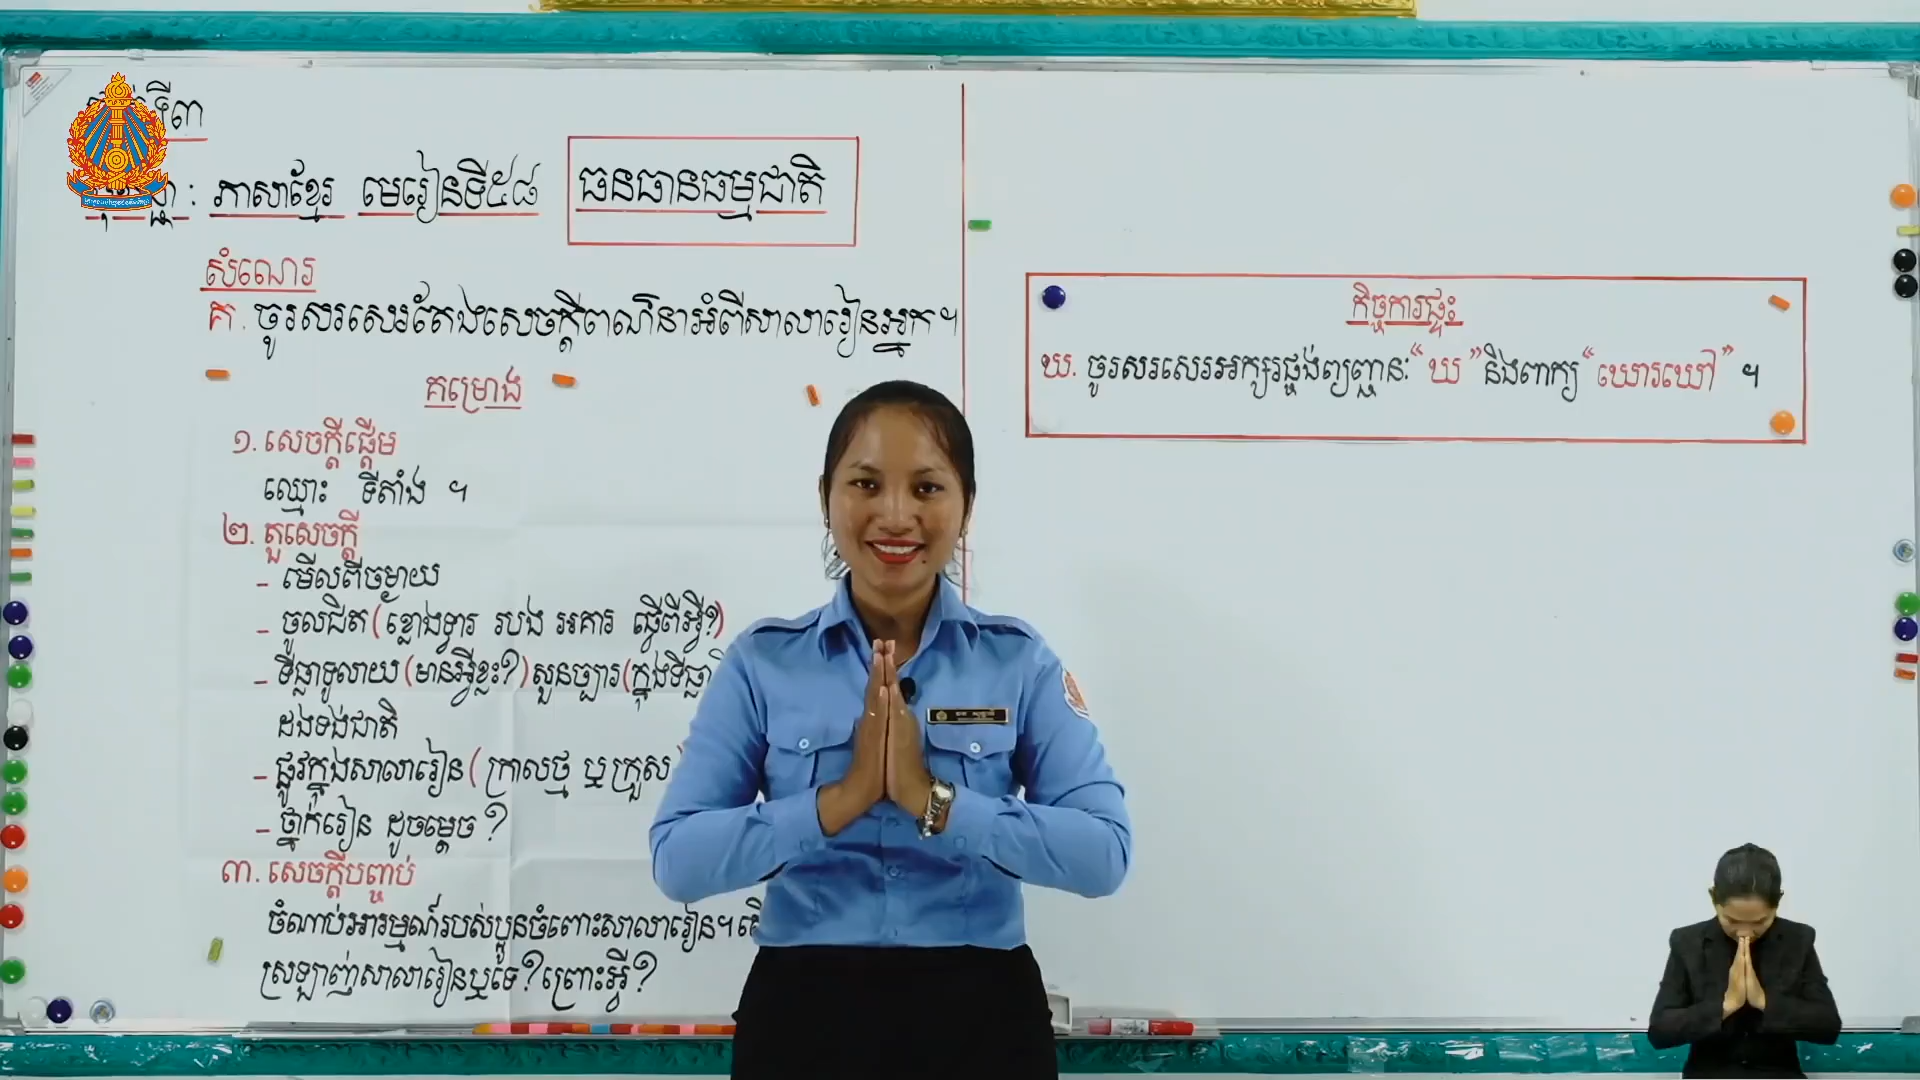 ទី៣
: ភាសាខ្មែរ មេរៀនទី៥៨ ធនធានធម្មជាតិ
សំណេរ
គ. ចូរសរសេរតែងសេចក្ដីពណ៌នាអំពីសាលារៀនអ្នក។
គម្រោង
១. សេចក្ដីផ្ដើម
ឈ្មោះ ទីតាំង ។
២. តួសេចក្ដី
- មើលពីចម្ងាយ
- ចូលជិត (ខ្លោងទ្វារ របង អគារ ធ្វើពីអ្វី?)
- ទីធ្លាទូលាយ (មានអ្វីខ្លះ?) សួនច្បារ (ក្នុងទីធ្លា
ដងទង់ជាតិ
- ផ្លូវក្នុងសាលារៀន ( ក្រាលថ្ម ឬ ក្រួស )
- ថ្នាក់រៀន ដូចម្ដេច ?
៣. សេចក្ដីបញ្ចប់
ចំណាប់អារម្មណ៍របស់ប្អូនចំពោះសាលារៀន។
ស្រឡាញ់សាលារៀនឬទេ? ព្រោះអ្វី?
កិច្ចការផ្ទះ
ឃ. ចូរសរសេរអក្សរផ្ចង់ព្យញ្ជនៈ “ឃ” និងពាក្យ “ឃោរឃៅ” ។